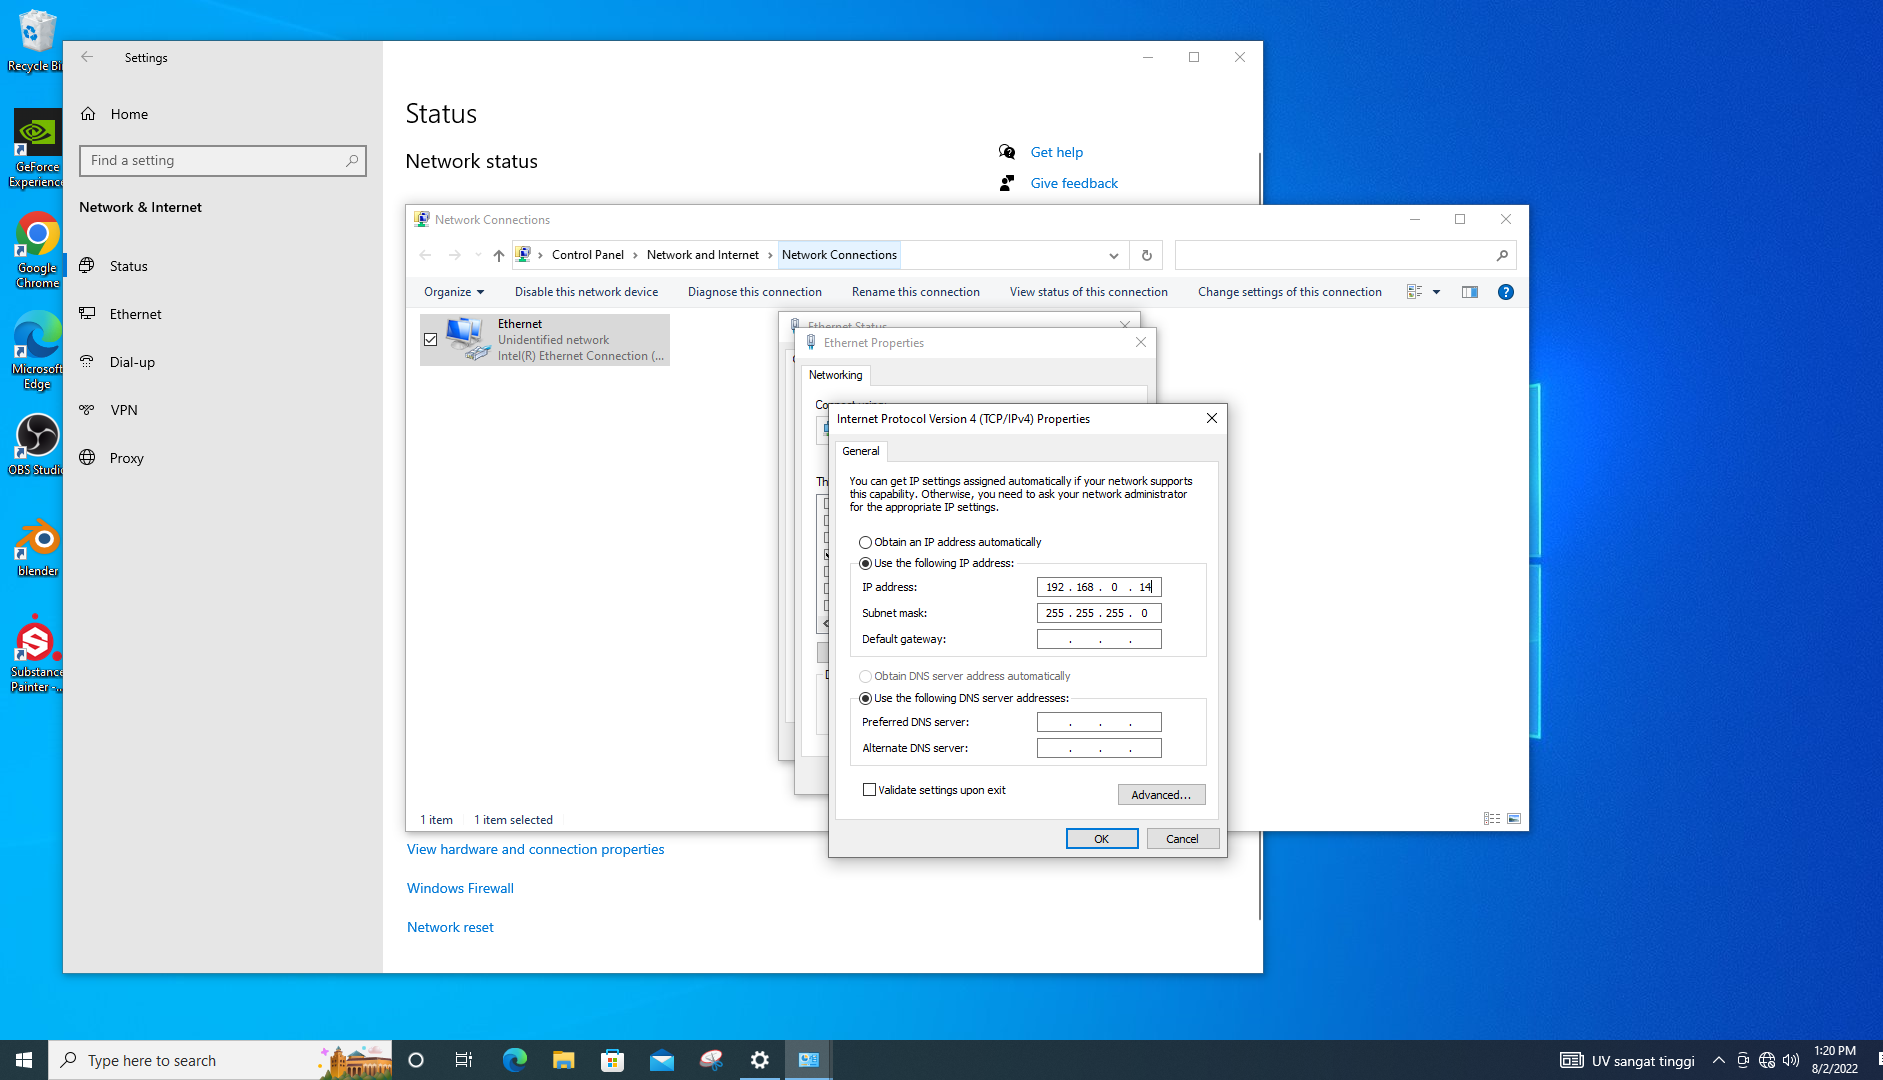 Recycle Bi
GeForce
Experience
Google
Chrome
Microsoft
Edge
OBS Studio
blender
Substance
Painter -...
Settings
Home
Find a setting
Network & Internet
Status
Ethernet
Dial-up
VPN
Proxy
Status
Network status
Get help
Give feedback
Network Connections
Control Panel > Network and Internet > Network Connections
Organize
Disable this network device
Diagnose this connection
Rename this connection
View status of this connection
Change settings of this connection
Ethernet
Unidentified network
Intel(R) Ethernet Connection (...
Ethernet Status
Ethernet Properties
Networking
Connect using:
Th
Internet Protocol Version 4 (TCP/IPv4) Properties
General
You can get IP settings assigned automatically if your network supports
this capability. Otherwise, you need to ask your network administrator
for the appropriate IP settings.
Obtain an IP address automatically
Use the following IP address:
IP address: 192 . 168 . 0 . 14
Subnet mask: 255 . 255 . 255 . 0
Default gateway: . . .
Obtain DNS server address automatically
Use the following DNS server addresses:
Preferred DNS server: . . .
Alternate DNS server: . . .
Validate settings upon exit
Advanced...
OK
Cancel
1 item
1 item selected
View hardware and connection properties
Windows Firewall
Network reset
Type here to search
UV sangat tinggi
1:20 PM
8/2/2022